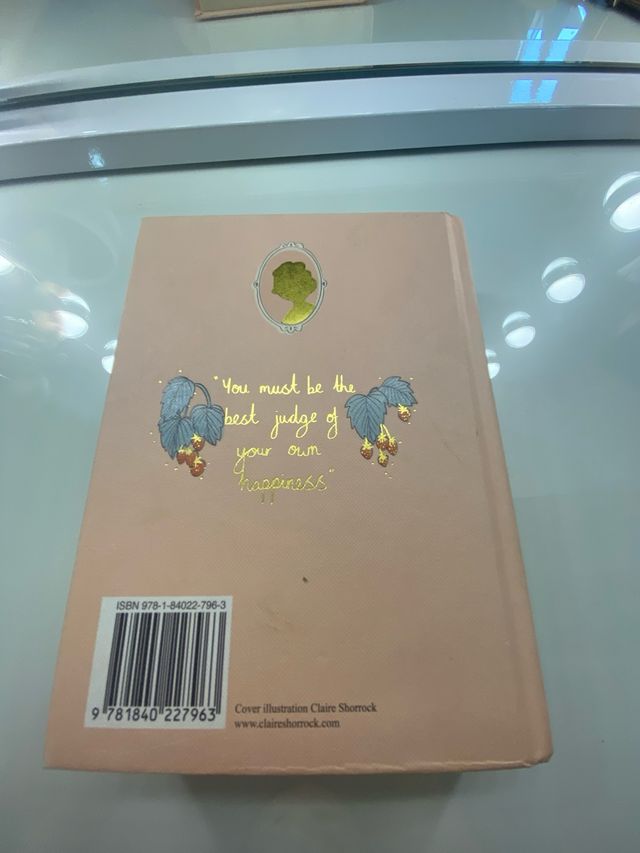 "You must be the
best judge of
your own
happiness"
ISBN 978-1-84022-796-3
9 781840 227963
Cover illustration Claire Shorrock
www.claireshorrock.com